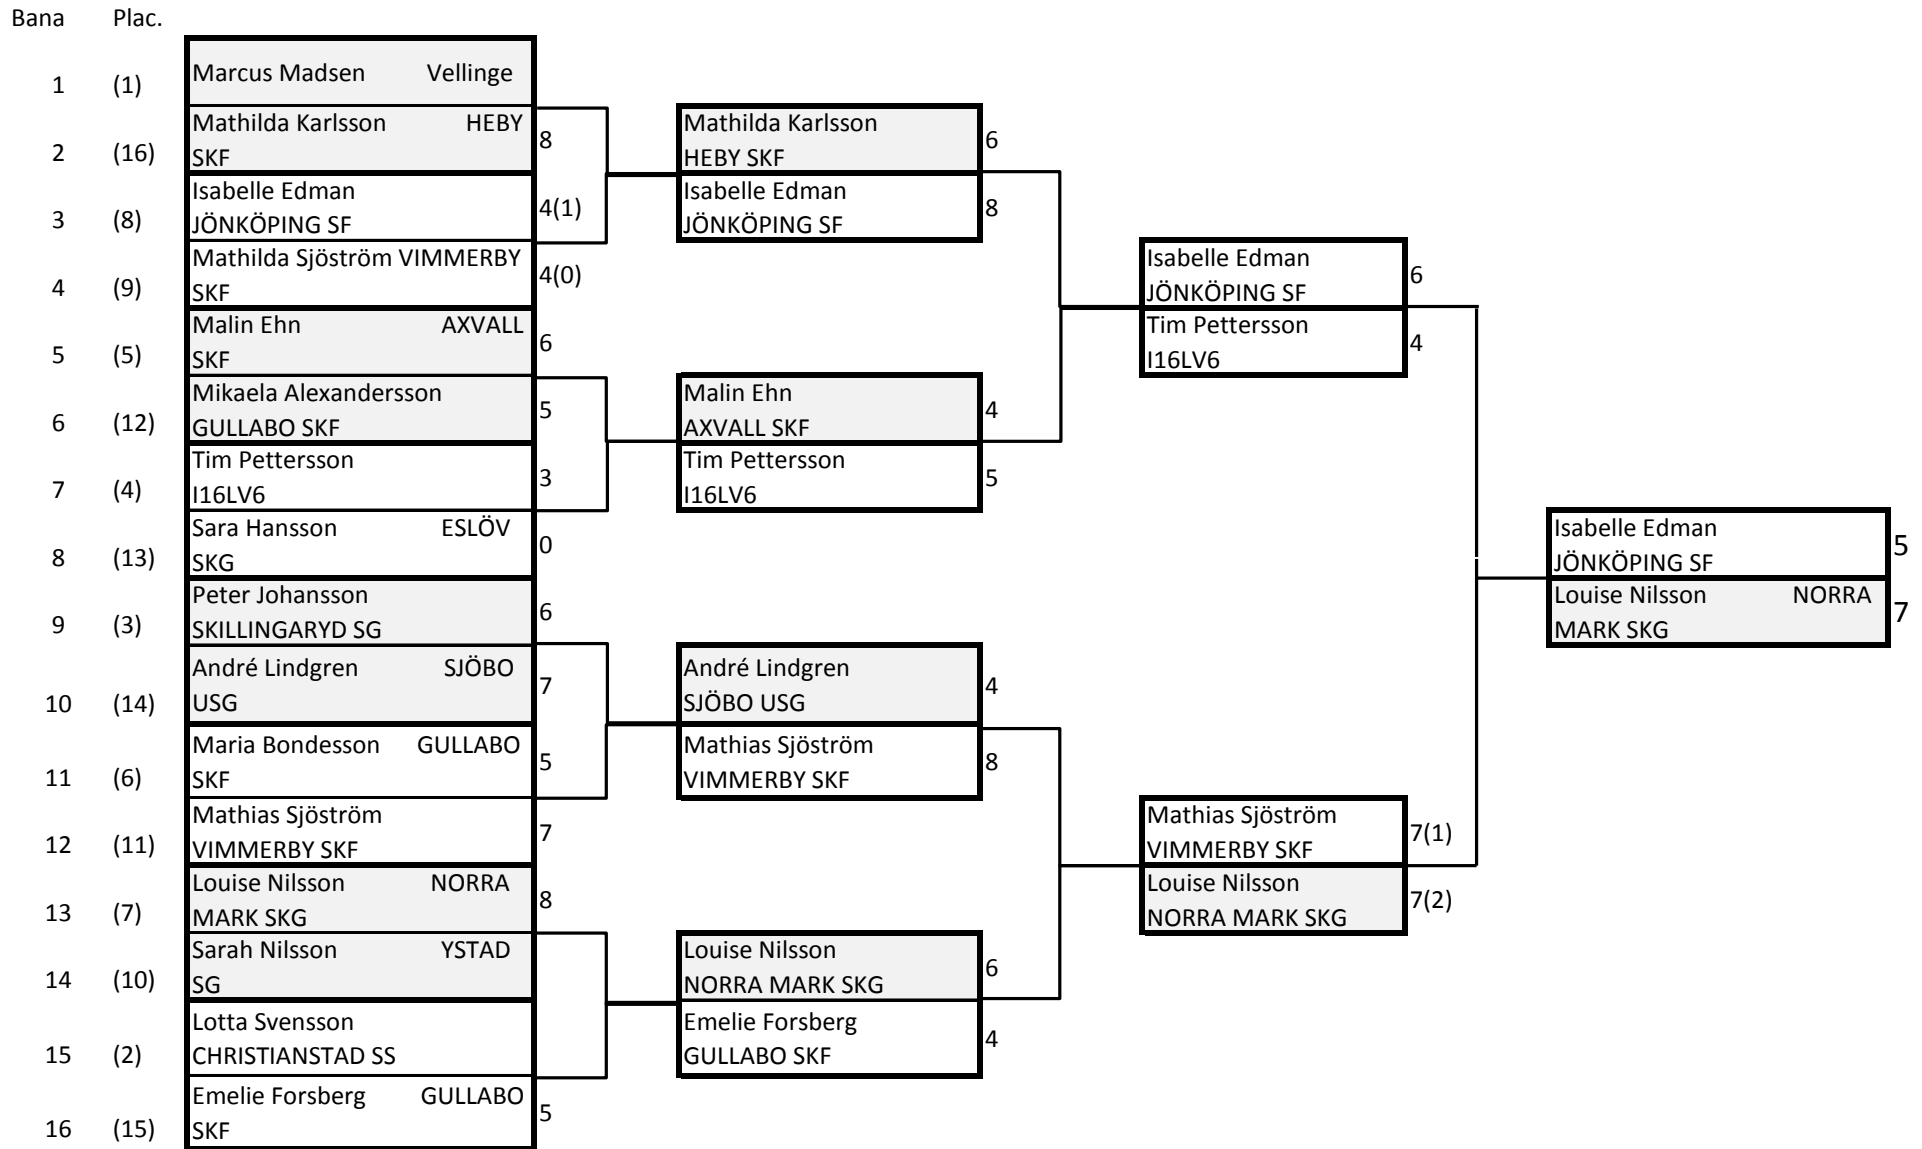 Bana Plac.
1 (1) Marcus Madsen Vellinge
2 (16) Mathilda Karlsson HEBY
SKF 8
3 (8) Isabelle Edman
JÖNKÖPING SF 4(1)
4 (9) Mathilda Sjöström VIMMERBY
SKF 4(0)
5 (5) Malin Ehn AXVALL
SKF 6
6 (12) Mikaela Alexandersson
GULLABO SKF 5
7 (4) Tim Pettersson
I16LV6 3
8 (13) Sara Hansson ESLÖV
SKG 0
9 (3) Peter Johansson
SKILLINGARYD SG 6
10 (14) André Lindgren SJÖBO
USG 7
11 (6) Maria Bondesson GULLABO
SKF 5
12 (11) Mathias Sjöström
VIMMERBY SKF 7
13 (7) Louise Nilsson NORRA
MARK SKG 8
14 (10) Sarah Nilsson YSTAD
SG
15 (2) Lotta Svensson
CHRISTIANSTAD SS
16 (15) Emelie Forsberg GULLABO
SKF 5
Mathilda Karlsson
HEBY SKF 6
Isabelle Edman
JÖNKÖPING SF 8
Malin Ehn
AXVALL SKF 4
Tim Pettersson
I16LV6 5
André Lindgren
SJÖBO USG 4
Mathias Sjöström
VIMMERBY SKF 8
Louise Nilsson
NORRA MARK SKG 6
Emelie Forsberg
GULLABO SKF 4
Isabelle Edman
JÖNKÖPING SF 6
Tim Pettersson
I16LV6 4
Mathias Sjöström
VIMMERBY SKF 7(1)
Louise Nilsson
NORRA MARK SKG 7(2)
Isabelle Edman
JÖNKÖPING SF 5
Louise Nilsson NORRA
MARK SKG 7